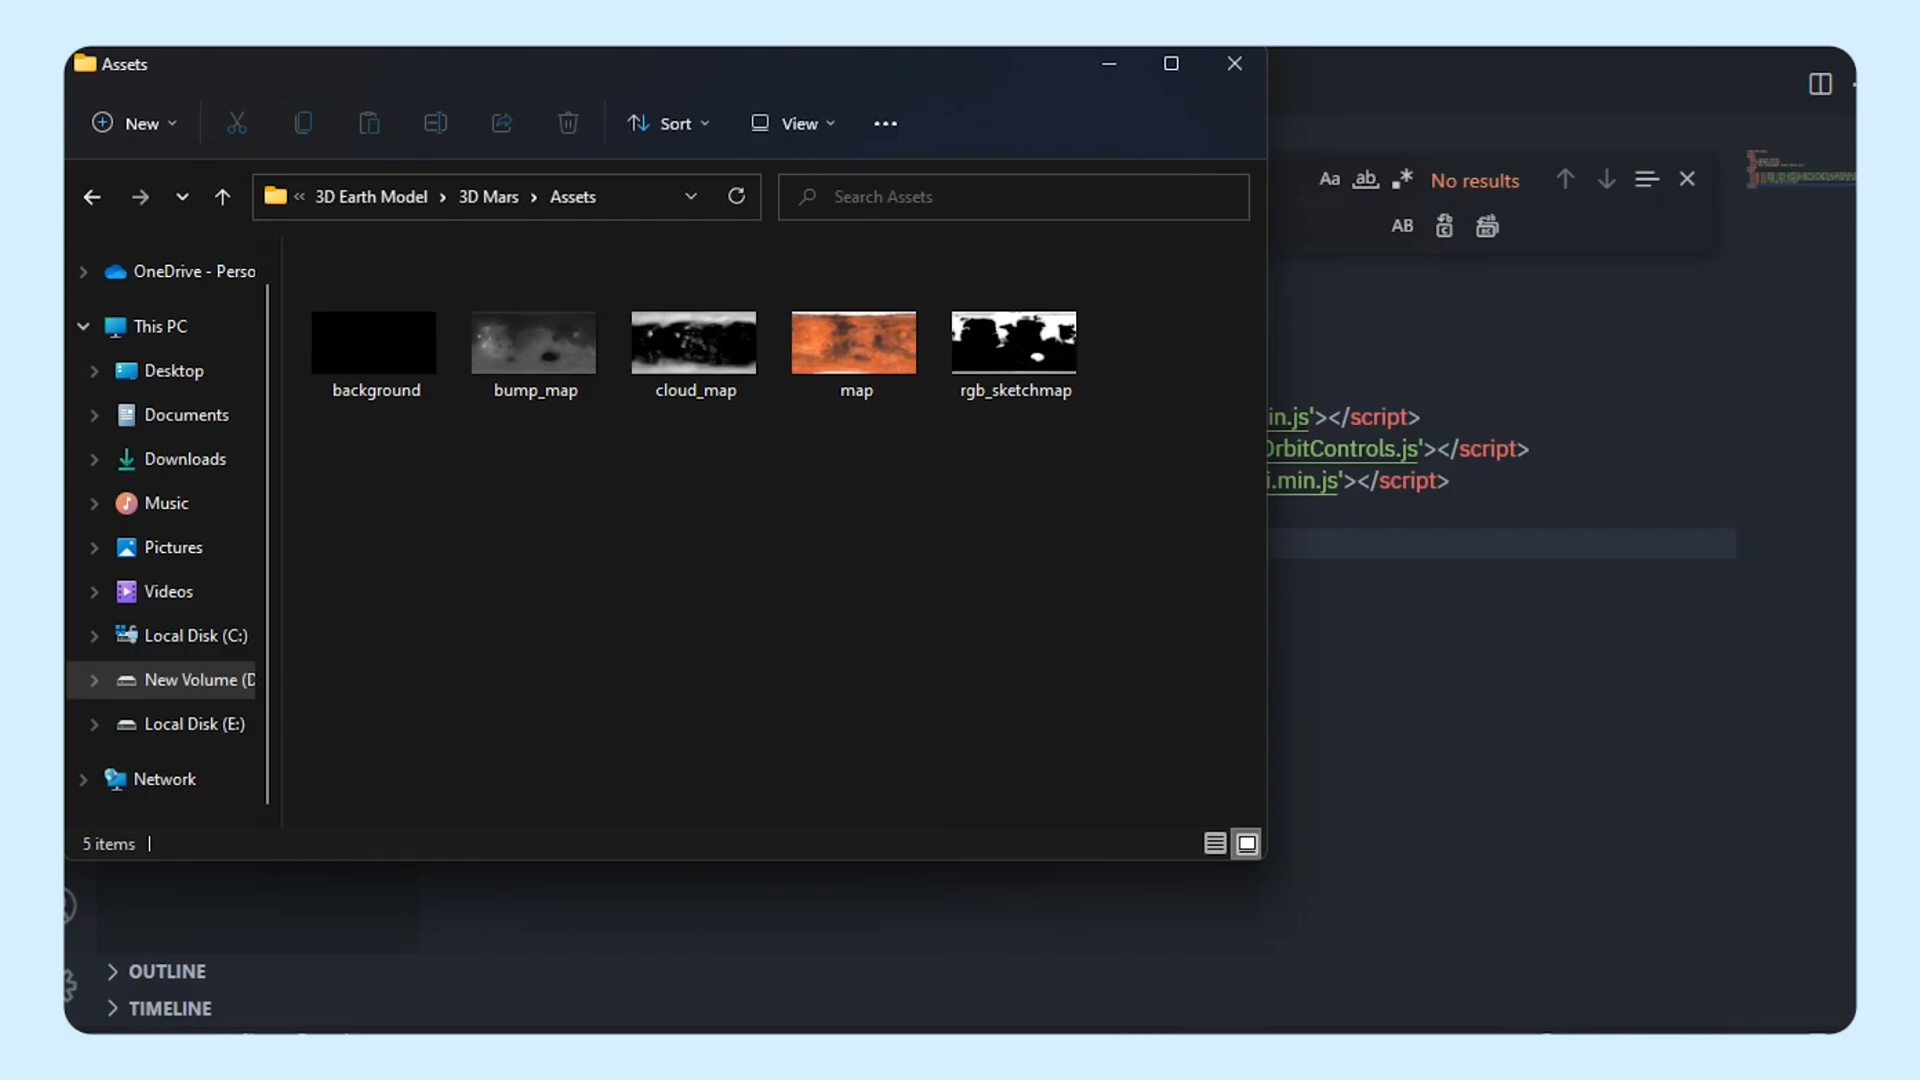 Assets
New
Sort
View
3D Earth Model > 3D Mars > Assets
Search Assets
Aa ab No results
AB
OneDrive - Perso
This PC
Desktop
Documents
Downloads
Music
Pictures
Videos
Local Disk (C:)
New Volume (D
Local Disk (E:)
Network
background
bump_map
cloud_map
map
rgb_sketchmap
in.js'></script>
OrbitControls.js'></script>
i.min.js'></script>
5 items
OUTLINE
TIMELINE